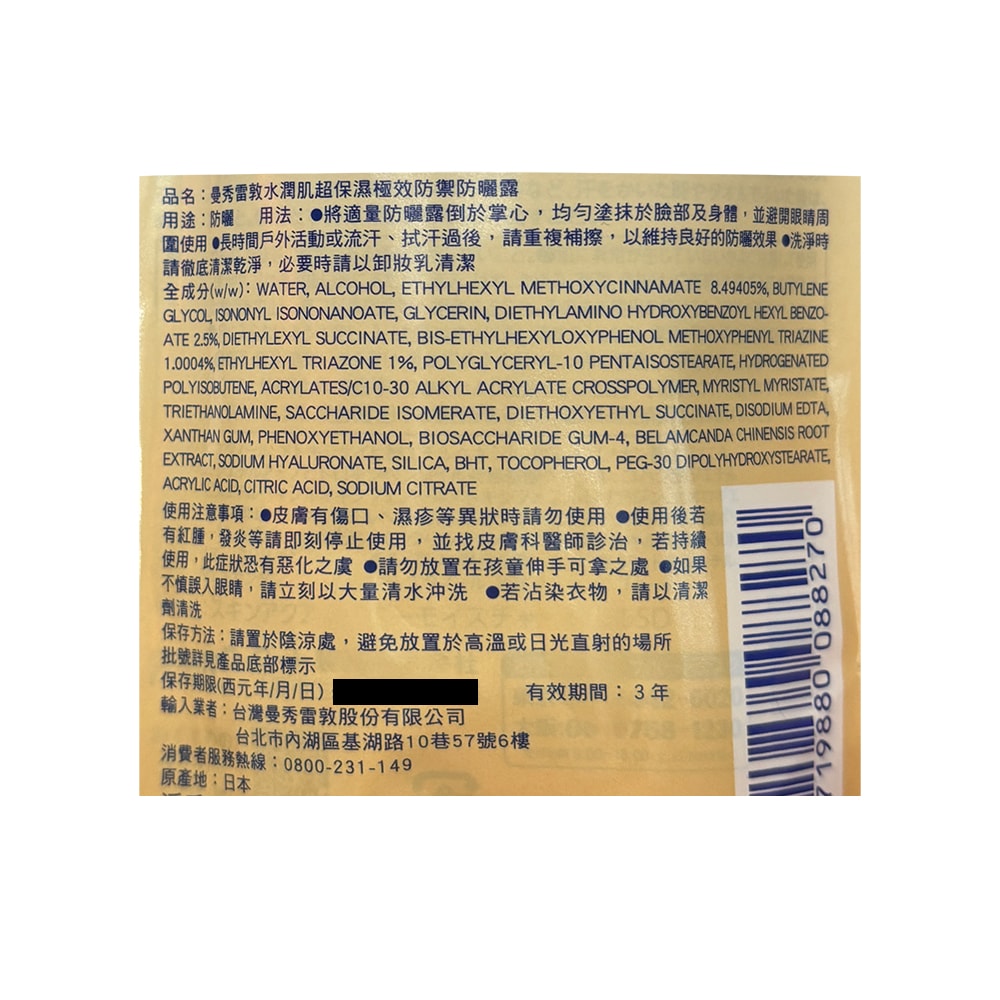 品名：曼秀雷敦水潤肌超保濕極效防禦防曬露
用途：防曬 用法：●將適量防曬露倒於掌心，均勻塗抹於臉部及身體，並避開眼睛周
圍使用 ●長時間戶外活動或流汗、拭汗過後，請重複補擦，以維持良好的防曬效果 ●洗淨時
請徹底清潔乾淨，必要時請以卸妝乳清潔
全成分(w/w)：WATER, ALCOHOL, ETHYLHEXYL METHOXYCINNAMATE 8.49405%, BUTYLENE
GLYCOL, ISONONYL ISONONANOATE, GLYCERIN, DIETHYLAMINO HYDROXYBENZOYL HEXYL BENZO-
ATE 2.5%, DIETHYLEXYL SUCCINATE, BIS-ETHYLHEXYLOXYPHENOL METHOXYPHENYL TRIAZINE
1.0004%, ETHYLHEXYL TRIAZONE 1%, POLYGLYCERYL-10 PENTAISOSTEARATE, HYDROGENATED
POLYISOBUTENE, ACRYLATES/C10-30 ALKYL ACRYLATE CROSSPOLYMER, MYRISTYL MYRISTATE,
TRIETHANOLAMINE, SACCHARIDE ISOMERATE, DIETHOXYETHYL SUCCINATE, DISODIUM EDTA,
XANTHAN GUM, PHENOXYETHANOL, BIOSACCHARIDE GUM-4, BELAMCANDA CHINENSIS ROOT
EXTRACT, SODIUM HYALURONATE, SILICA, BHT, TOCOPHEROL, PEG-30 DIPOLYHYDROXYSTEARATE,
ACRYLIC ACID, CITRIC ACID, SODIUM CITRATE
使用注意事項：●皮膚有傷口、濕疹等異狀時請勿使用 ●使用後若
有紅腫，發炎等請即刻停止使用，並找皮膚科醫師診治，若持續
使用，此症狀恐有惡化之虞 ●請勿放置在孩童伸手可拿之處 ●如果
不慎誤入眼睛，請立刻以大量清水沖洗 ●若沾染衣物，請以清潔
劑清洗
保存方法：請置於陰涼處，避免放置於高溫或日光直射的場所
批號詳見產品底部標示
保存期限(西元年/月/日) 有效期間：3年
輸入業者：台灣曼秀雷敦股份有限公司
台北市內湖區基湖路10巷57號6樓
消費者服務熱線：0800-231-149
原產地：日本
719880088270